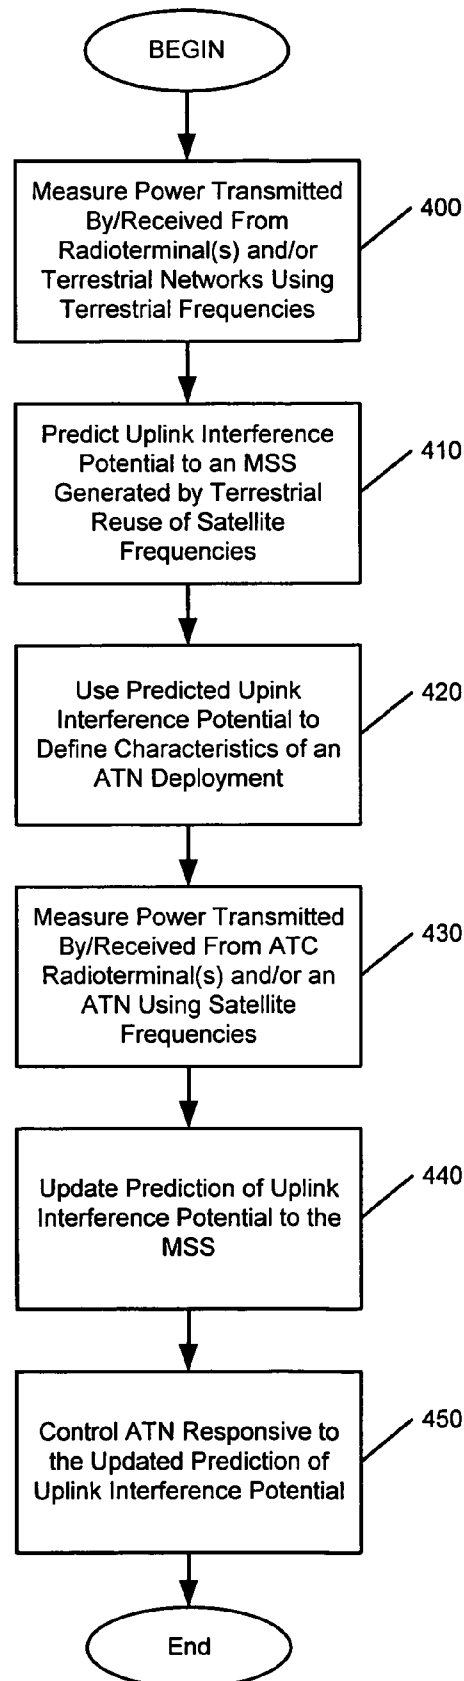 BEGIN
Measure Power Transmitted
By/Received From
Radioterminal(s) and/or
Terrestrial Networks Using
Terrestrial Frequencies
400
Predict Uplink Interference
Potential to an MSS
Generated by Terrestrial
Reuse of Satellite
Frequencies
410
Use Predicted Upink
Interference Potential to
Define Characteristics of an
ATN Deployment
420
Measure Power Transmitted
By/Received From ATC
Radioterminal(s) and/or an
ATN Using Satellite
Frequencies
430
Update Prediction of Uplink
Interference Potential to the
MSS
440
Control ATN Responsive to
the Updated Prediction of
Uplink Interference Potential
450
End